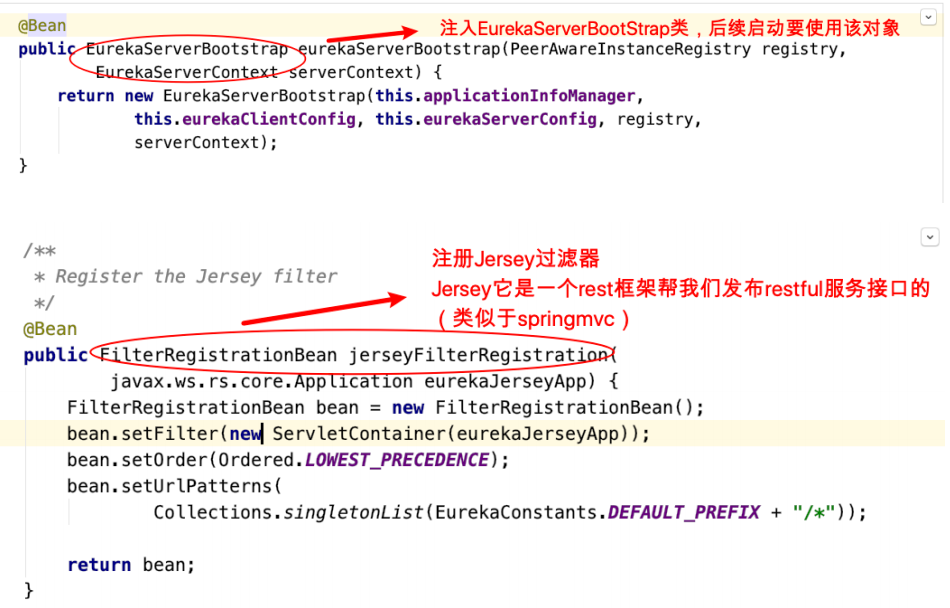 @Bean
注入EurekaServerBootStrap类，后续启动要使用该对象
public EurekaServerBootstrap eurekaServerBootstrap(PeerAwareInstanceRegistry registry,
EurekaServerContext serverContext) {
return new EurekaServerBootstrap(this.applicationInfoManager,
this.eurekaClientConfig, this.eurekaServerConfig, registry,
serverContext);
}
/**
注册Jersey过滤器
* Register the Jersey filter
Jersey它是一个rest框架帮我们发布restful服务接口的
*/
（类似于springmvc）
@Bean
public FilterRegistrationBean jerseyFilterRegistration(
javax.ws.rs.core.Application eurekaJerseyApp) {
FilterRegistrationBean bean = new FilterRegistrationBean();
bean.setFilter(new ServletContainer(eurekaJerseyApp));
bean.setOrder(Ordered.LOWEST_PRECEDENCE);
bean.setUrlPatterns(
Collections.singletonList(EurekaConstants.DEFAULT_PREFIX + "/*"));
return bean;
}